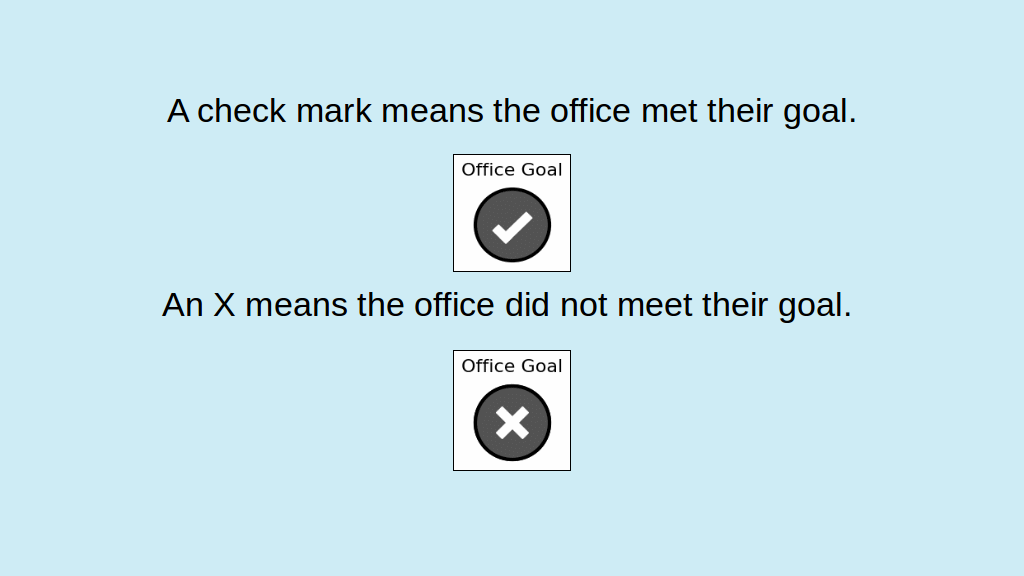 A check mark means the office met their goal.
Office Goal
An X means the office did not meet their goal.
Office Goal